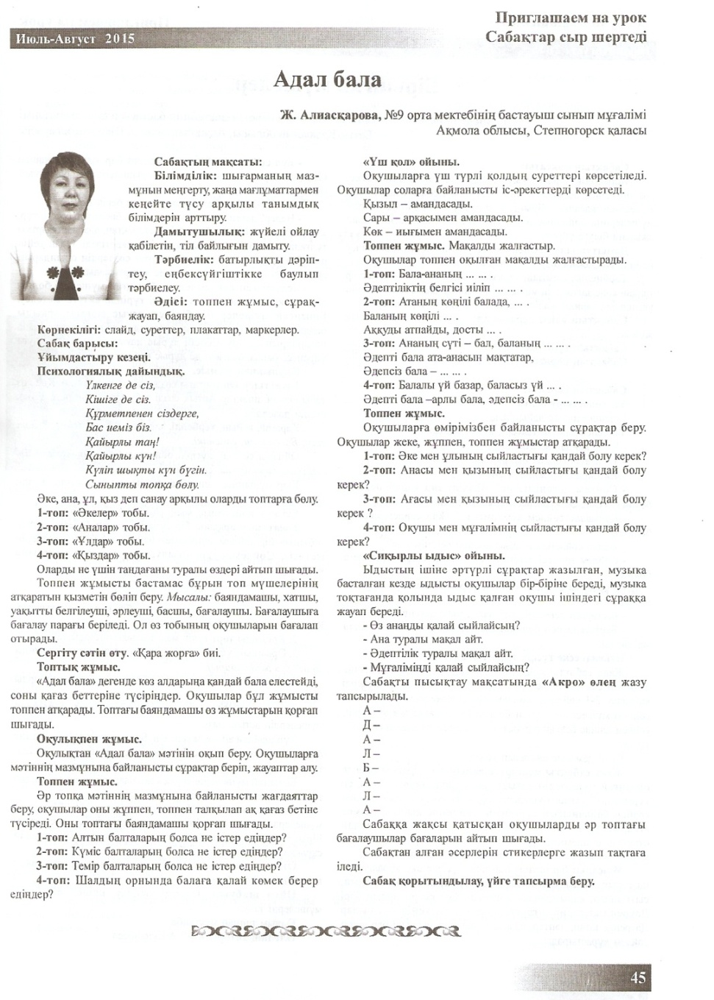 Июль-Август 2015
Приглашаем на урок
Сабақтар сыр шертеді
Адал бала
Ж. Алиасқарова, №9 орта мектебінің бастауыш сынып мұғалімі
Ақмола облысы, Степногорск қаласы
Сабақтың мақсаты:
Білімділік: шығарманың маз-
мұнын меңгерту, жаңа мағлұматтармен
кеңейте түсу арқылы танымдық
білімдерін арттыру.
Дамытушылық: жүйелі ойлау
қабілетін, тіл байлығын дамыту.
Тәрбиелік: батырлықты дәріп-
теу, еңбексүйгіштікке баулып
тәрбиелеу.
Әдісі: топпен жұмыс, сұрақ-
жауап, баяндау.
Көрнекілігі: слайд, суреттер, плакаттар, маркерлер.
Сабақ барысы:
Ұйымдастыру кезеңі.
Психологиялық дайындық.
Үлкенге де сіз,
Кішіге де сіз.
Құрметпенен сіздерге,
Бас иеміз біз.
Қайырлы таң!
Қайырлы күн!
Күліп шықты күн бүгін.
Сыныпты топқа бөлу.
Әке, ана, ұл, қыз деп санау арқылы оларды топтарға бөлу.
1-топ: «Әкелер» тобы.
2-топ: «Аналар» тобы.
3-топ: «Ұлдар» тобы.
4-топ: «Қыздар» тобы.
Оларды не үшін таңдағаны туралы өздері айтып шығады.
Топпен жұмысты бастамас бұрын топ мүшелерінің
атқаратын қызметін бөліп беру. Мысалы: баяндамашы, хатшы,
уақытты белгілеуші, әрлеуші, басшы, бағалаушы. Бағалаушыға
бағалау парағы беріледі. Ол өз тобының оқушыларын бағалап
отырады.
Сергіту сәтін өту. «Қара жорға» биі.
Топтық жұмыс.
«Адал бала» дегенде көз алдарыңа қандай бала елестейді,
соны қағаз беттеріне түсіріңдер. Оқушылар бұл жұмысты
топпен атқарады. Топтағы баяндамашы өз жұмыстарын қорғап
шығады.
Оқулықпен жұмыс.
Оқулықтан «Адал бала» мәтінін оқып беру. Оқушыларға
мәтіннің мазмұнына байланысты сұрақтар беріп, жауаптар алу.
Топпен жұмыс.
Әр топқа мәтіннің мазмұнына байланысты жағдаяттар
беру, оқушылар оны жұппен, топпен талқылап ақ қағаз бетіне
түсіреді. Оны топтағы баяндамашы қорғап шығады.
1-топ: Алтын балталарың болса не істер едіңдер?
2-топ: Күміс балталарың болса не істер едіңдер?
3-топ: Темір балталарың болса не істер едіңдер?
4-топ: Шалдың орнында балаға қалай көмек берер
едіңдер?
«Үш қол» ойыны.
Оқушыларға үш түрлі қолдың суреттері көрсетіледі.
Оқушылар соларға байланысты іс-әрекеттерді көрсетеді.
Қызыл – амандасады.
Сары – арқасымен амандасады.
Көк – иығымен амандасады.
Топпен жұмыс. Мақалды жалғастыр.
Оқушылар топпен оқылған мақалды жалғастырады.
1-топ: Бала-ананың ... ... .
Әдептіліктің белгісі иіліп ... ... .
2-топ: Атаның көңілі балада, ... .
Баланың көңілі ... .
Аққуды атпайды, досты ... .
3-топ: Ананың сүті – бал, баланың ... ... .
Әдепті бала ата-анасын мақтатар,
Әдепсіз бала – ... ... .
4-топ: Балалы үй базар, баласыз үй ... .
Әдепті бала –арлы бала, әдепсіз бала - ... ... .
Топпен жұмыс.
Оқушыларға өмірімізбен байланысты сұрақтар беру.
Оқушылар жеке, жұппен, топпен жұмыстар атқарады.
1-топ: Әке мен ұлының сыйластығы қандай болу керек?
2-топ: Анасы мен қызының сыйластығы қандай болу
керек?
3-топ: Ағасы мен қызының сыйластығы қандай болу
керек ?
4-топ: Оқушы мен мұғалімнің сыйластығы қандай болу
керек?
«Сиқырлы ыдыс» ойыны.
Ыдыстың ішіне әртүрлі сұрақтар жазылған, музыка
басталған кезде ыдысты оқушылар бір-біріне береді, музыка
тоқтағанда қолында ыдыс қалған оқушы ішіндегі сұраққа
жауап береді.
- Өз анаңды қалай сыйлайсың?
- Ана туралы мақал айт.
- Әдептілік туралы мақал айт.
- Мұғаліміңді қалай сыйлайсың?
Сабақты пысықтау мақсатында «Акро» өлең жазу
тапсырылады.
А –
Д –
А –
Л –
Б –
А –
Л –
А –
Сабаққа жақсы қатысқан оқушыларды әр топтағы
бағалаушылар бағаларын айтып шығады.
Сабақтан алған әсерлерін стикерлерге жазып тақтаға
іледі.
Сабақ қорытындылау, үйге тапсырма беру.
45